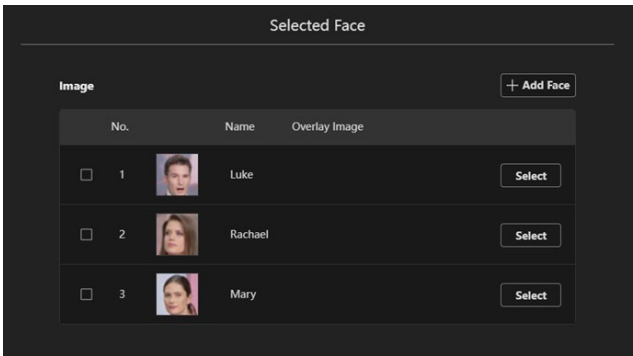 Selected Face
Image
+ Add Face
No. Name Overlay Image
1 Luke Select
2 Rachael Select
3 Mary Select